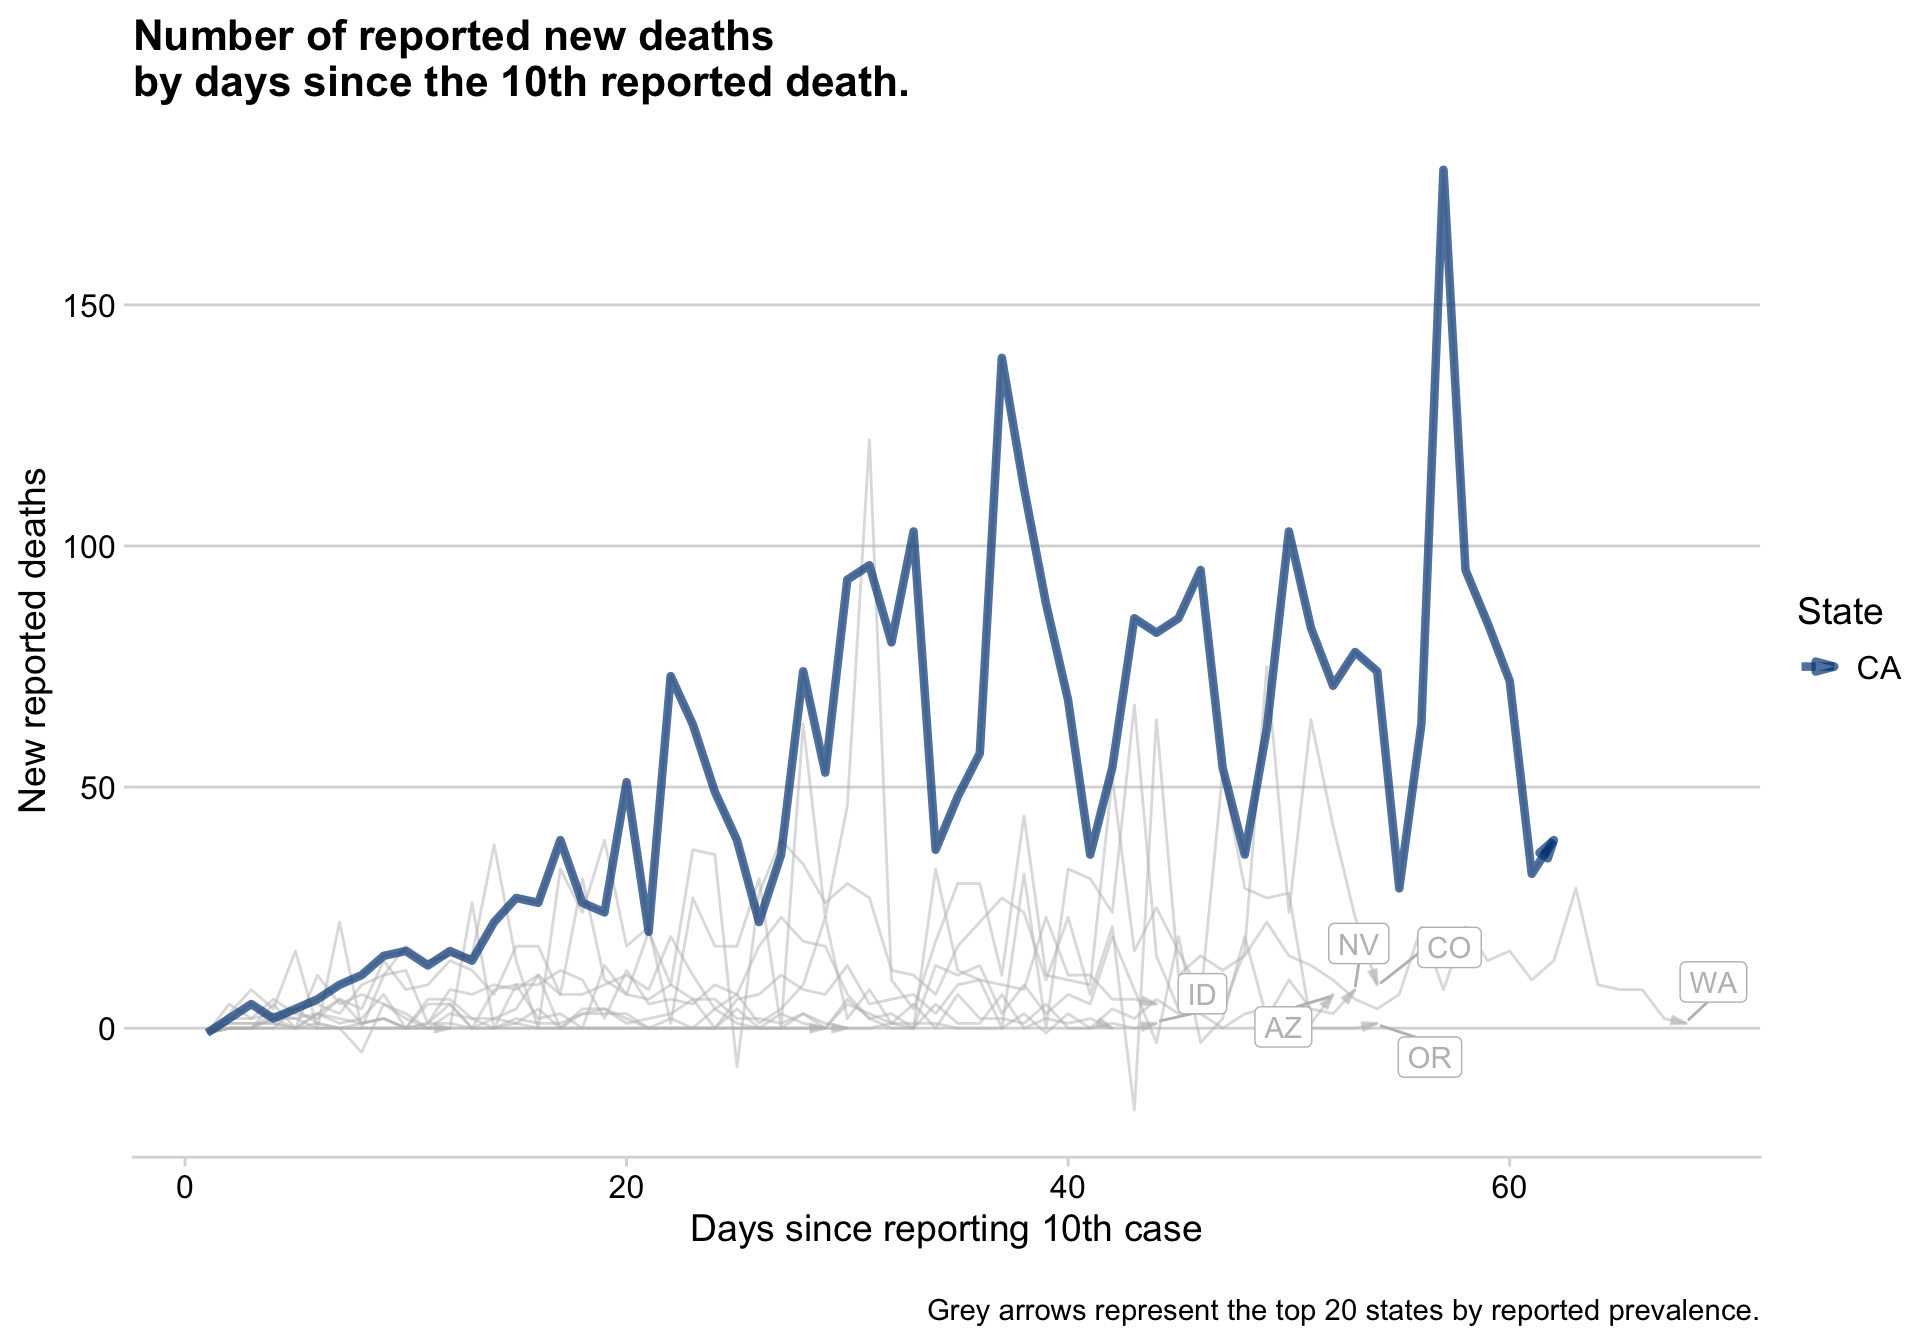 Number of reported new deaths
by days since the 10th reported death.
New reported deaths
150
100
50
0
NV
CO
ID
WA
AZ
OR
0
20
40
60
Days since reporting 10th case
State
CA
Grey arrows represent the top 20 states by reported prevalence.